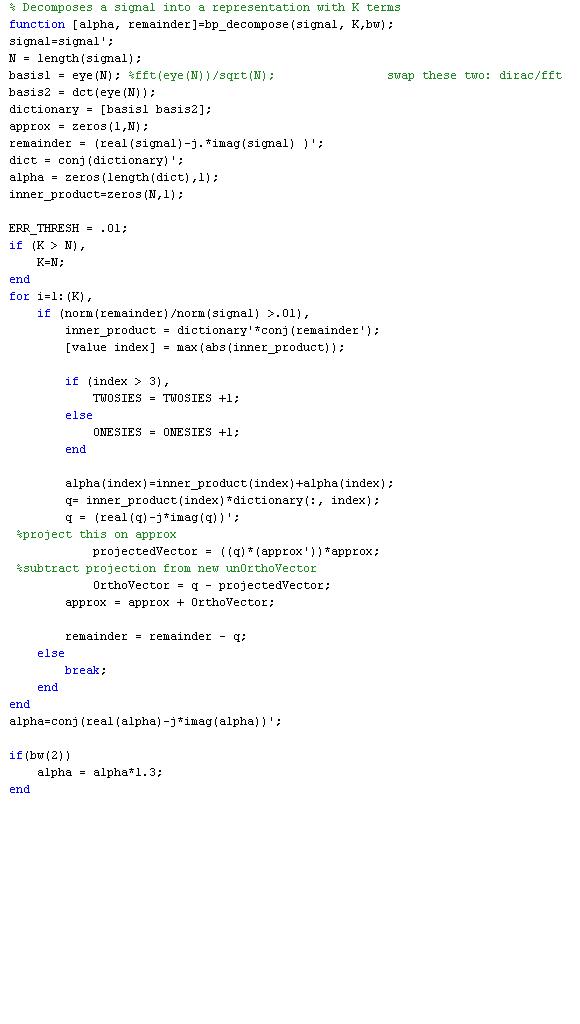 % Decomposes a signal into a representation with K terms
function [alpha, remainder]=bp_decompose(signal, K,bw);
signal=signal';
N = length(signal);
basis1 = eye(N); %fft(eye(N))/sqrt(N);                swap these two: dirac/fft
basis2 = dct(eye(N));
dictionary = [basis1 basis2];
approx = zeros(1,N);
remainder = (real(signal)-j.*imag(signal) )';
dict = conj(dictionary)';
alpha = zeros(length(dict),1);
inner_product=zeros(N,1);
ERR_THRESH = .01;
if (K > N),
    K=N;
end
for i=1:(K),
    if (norm(remainder)/norm(signal) >.01),
        inner_product = dictionary'*conj(remainder');
        [value index] = max(abs(inner_product));
        if (index > 3),
            TWOSIES = TWOSIES +1;
        else
            ONESIES = ONESIES +1;
        end
        alpha(index)=inner_product(index)+alpha(index);
        q= inner_product(index)*dictionary(:, index);
        q = (real(q)-j*imag(q))';
 %project this on approx
            projectedVector = ((q)*(approx'))*approx;
 %subtract projection from new unOrthoVector
            OrthoVector = q - projectedVector;
        approx = approx + OrthoVector;
        remainder = remainder - q;
    else
        break;
    end
end
alpha=conj(real(alpha)-j*imag(alpha))';
if(bw(2))
    alpha = alpha*1.3;
end